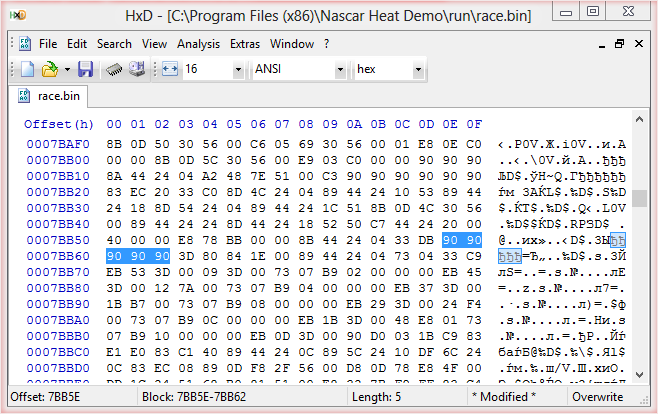 HxD - [C:\Program Files (x86)\Nascar Heat Demo\run\race.bin]
File Edit Search View Analysis Extras Window ?
16 ANSI hex
race.bin
Offset(h) 00 01 02 03 04 05 06 07 08 09 0A 0B 0C 0D 0E 0F
0007BAF0 8B 0D 50 30 56 00 C6 05 69 30 56 00 01 E8 0E C0 ‹.P0V.Ж.i0V..и.А
0007BB00 00 00 8B 0D 5C 30 56 00 E9 03 C0 00 00 90 90 90 ..‹.\0V.й.А..ђђђ
0007BB10 8A 44 24 04 A2 48 7E 51 00 C3 90 90 90 90 90 90 ЉD$.ўH~Q.Гђђђђђђ
0007BB20 83 EC 20 33 C0 8D 4C 24 04 89 44 24 10 53 89 44 ѓм 3АЌL$.‰D$.S‰D
0007BB30 24 18 8D 54 24 04 89 44 24 1C 51 8B 0D 4C 30 56 $.ЌT$.‰D$.Q‹.L0V
0007BB40 00 89 44 24 24 8D 44 24 18 52 50 C7 44 24 20 00 .‰D$$ЌD$.RPЗD$ .
0007BB50 40 00 00 E8 78 BB 00 00 8B 44 24 04 33 DB 90 90 @..иx»..‹D$.3Ыђђ
0007BB60 90 90 90 3D 80 84 1E 00 89 44 24 04 73 04 33 C9 ђђђ=Ђ„..‰D$.s.3Й
0007BB70 EB 53 3D 00 09 3D 00 73 07 B9 02 00 00 00 EB 45 лS=..=.s.№....лE
0007BB80 3D 00 12 7A 00 73 07 B9 04 00 00 00 EB 37 3D 00 =..z.s.№....л7=.
0007BB90 1B B7 00 73 07 B9 08 00 00 00 EB 29 3D 00 24 F4 .·.s.№....л)=.$ф
0007BBA0 00 73 07 B9 0C 00 00 00 EB 1B 3D 00 48 E8 01 73 .s.№....л.=.Hи.s
0007BBB0 07 B9 10 00 00 00 EB 0D 3D 00 90 D0 03 1B C9 83 .№....л.=.ђР..Йѓ
0007BBC0 E1 E0 83 C1 40 89 44 24 0C 89 5C 24 10 DF 6C 24 баѓБ@‰D$.‰\$.Яl$
0007BBD0 0C 83 EC 08 89 0D F8 2F 56 00 D8 0D 78 E8 4F 00 .ѓм.‰.ш/V.Ш.xиO.
Offset: 7BB5E Block: 7BB5E-7BB62 Length: 5 * Modified * Overwrite